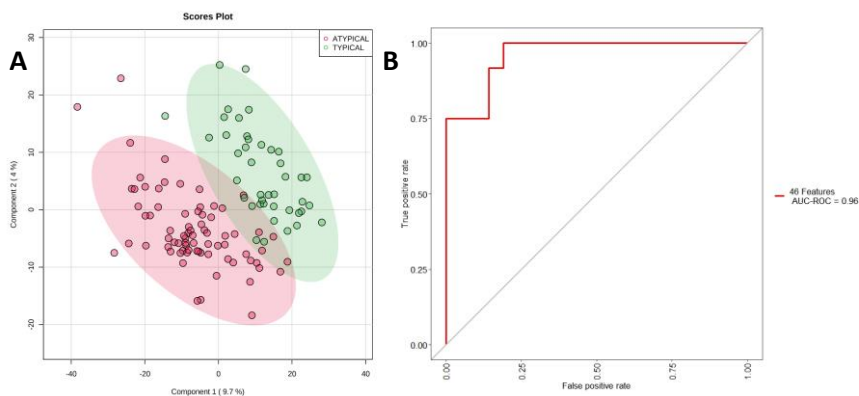 A
Scores Plot
ATYPICAL
TYPICAL
Component 2 ( 4 %)
30
20
10
0
-10
-20
-40
-20
0
20
40
Component 1 ( 9.7 %)
B
True positive rate
1.00
0.75
0.50
0.25
0.00
0.00
0.25
0.50
0.75
1.00
False positive rate
46 Features
AUC-ROC = 0.96